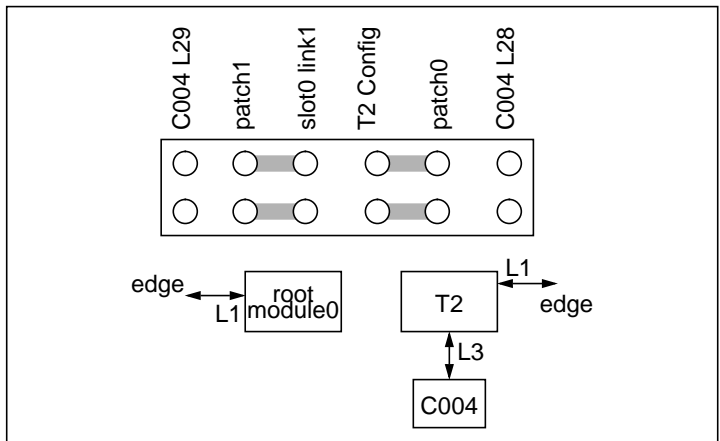 C004 L29
patch1
slot0 link1
T2 Config
patch0
C004 L28
edge
L1
root
module0
T2
L1
edge
L3
C004